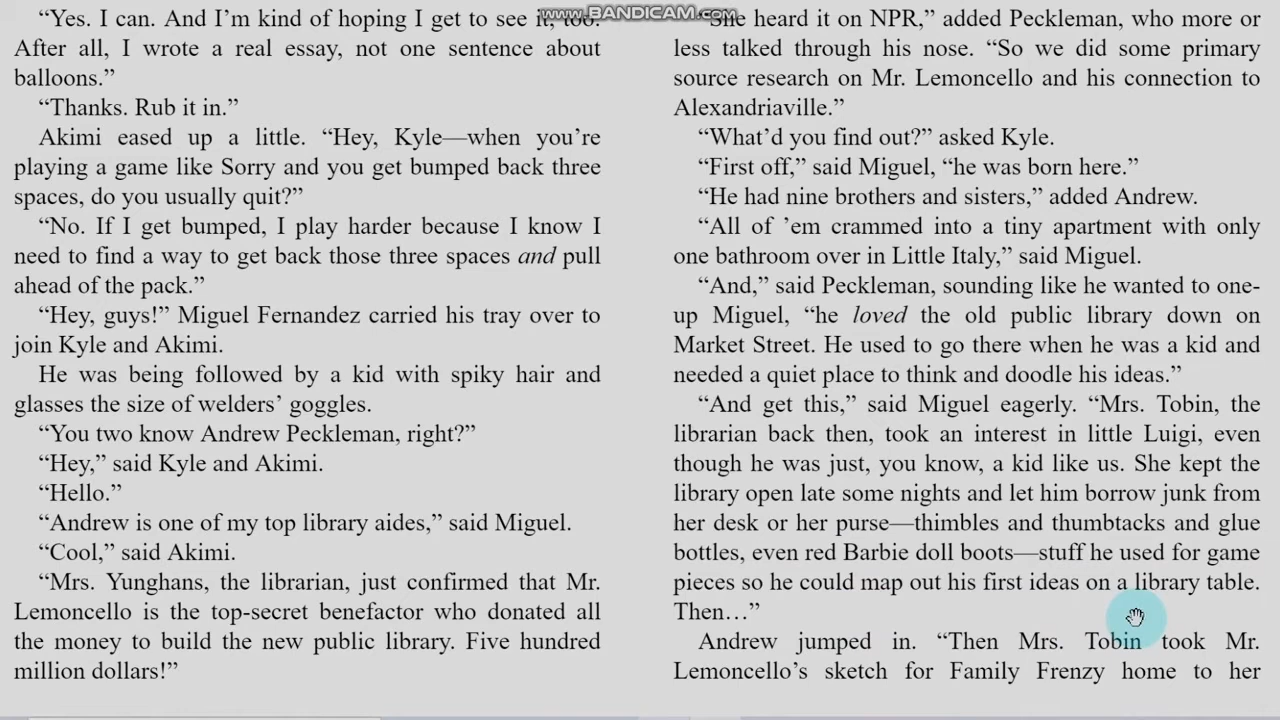 www.BANDICAM.com
“Yes. I can. And I’m kind of hoping I get to see it, too.
After all, I wrote a real essay, not one sentence about
balloons.”
“Thanks. Rub it in.”
Akimi eased up a little. “Hey, Kyle—when you’re
playing a game like Sorry and you get bumped back three
spaces, do you usually quit?”
“No. If I get bumped, I play harder because I know I
need to find a way to get back those three spaces and pull
ahead of the pack.”
“Hey, guys!” Miguel Fernandez carried his tray over to
join Kyle and Akimi.
He was being followed by a kid with spiky hair and
glasses the size of welders’ goggles.
“You two know Andrew Peckleman, right?”
“Hey,” said Kyle and Akimi.
“Hello.”
“Andrew is one of my top library aides,” said Miguel.
“Cool,” said Akimi.
“Mrs. Yunghans, the librarian, just confirmed that Mr.
Lemoncello is the top-secret benefactor who donated all
the money to build the new public library. Five hundred
million dollars!”
“She heard it on NPR,” added Peckleman, who more or
less talked through his nose. “So we did some primary
source research on Mr. Lemoncello and his connection to
Alexandriaville.”
“What’d you find out?” asked Kyle.
“First off,” said Miguel, “he was born here.”
“He had nine brothers and sisters,” added Andrew.
“All of ’em crammed into a tiny apartment with only
one bathroom over in Little Italy,” said Miguel.
“And,” said Peckleman, sounding like he wanted to one-
up Miguel, “he loved the old public library down on
Market Street. He used to go there when he was a kid and
needed a quiet place to think and doodle his ideas.”
“And get this,” said Miguel eagerly. “Mrs. Tobin, the
librarian back then, took an interest in little Luigi, even
though he was just, you know, a kid like us. She kept the
library open late some nights and let him borrow junk from
her desk or her purse—thimbles and thumbtacks and glue
bottles, even red Barbie doll boots—stuff he used for game
pieces so he could map out his first ideas on a library table.
Then…”
Andrew jumped in. “Then Mrs. Tobin took Mr.
Lemoncello’s sketch for Family Frenzy home to her